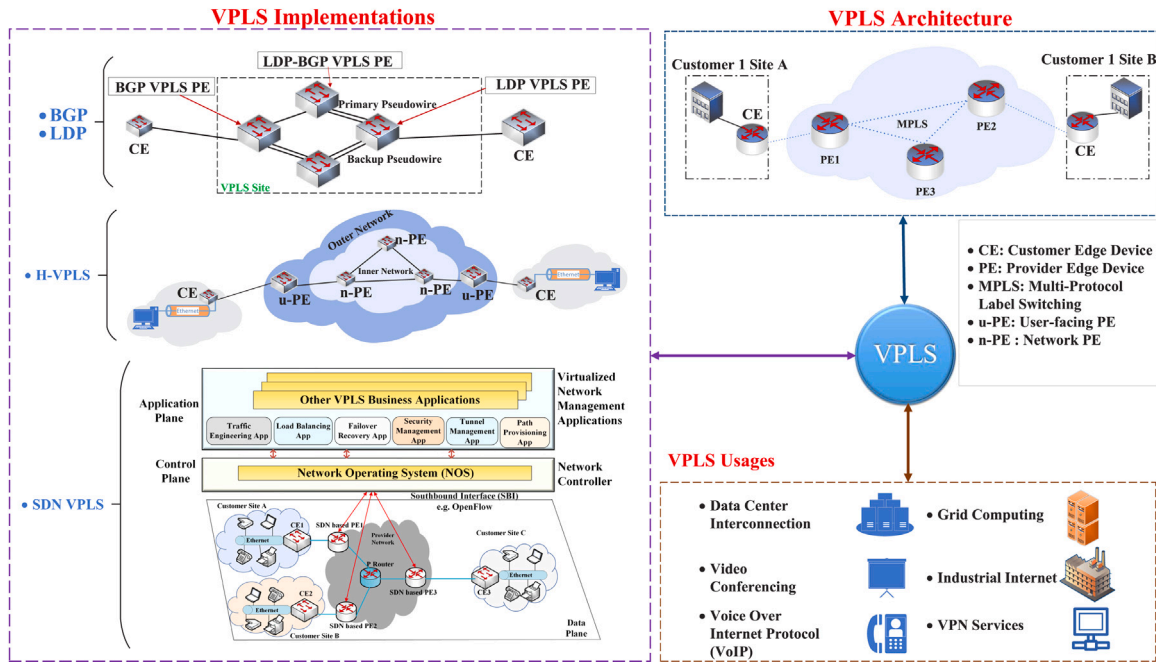 VPLS Implementations
BGP
LDP
LDP-BGP VPLS PE
BGP VPLS PE
LDP VPLS PE
Primary Pseudowire
Backup Pseudowire
CE
CE
VPLS Site
H-VPLS
Outer Network
n-PE
Inner Network
CE
u-PE
n-PE
n-PE
u-PE
CE
Ethernet
Ethernet
SDN VPLS
Application
Plane
Other VPLS Business Applications
Traffic
Engineering App
Load Balancing
App
Failover
Recovery App
Security
Management
App
Tunnel
Management
App
Path
Provisioning
App
Virtualized
Network
Management
Applications
Control
Plane
Network Operating System (NOS)
Network
Controller
Southbound Interface (SBI)
e.g. OpenFlow
Customer Site A
CE1
Ethernet
SDN based PE1
Provider
Network
P Router
SDN based PE3
Customer Site C
CE3
Ethernet
CE2
Ethernet
SDN based PE2
Customer Site B
Data
Plane
VPLS Architecture
Customer 1 Site A
Customer 1 Site B
CE
PE1
MPLS
PE2
PE3
CE
CE: Customer Edge Device
PE: Provider Edge Device
MPLS: Multi-Protocol
Label Switching
u-PE: User-facing PE
n-PE : Network PE
VPLS
VPLS Usages
Data Center
Interconnection
Grid Computing
Video
Conferencing
Industrial Internet
Voice Over
Internet Protocol
(VoIP)
VPN Services